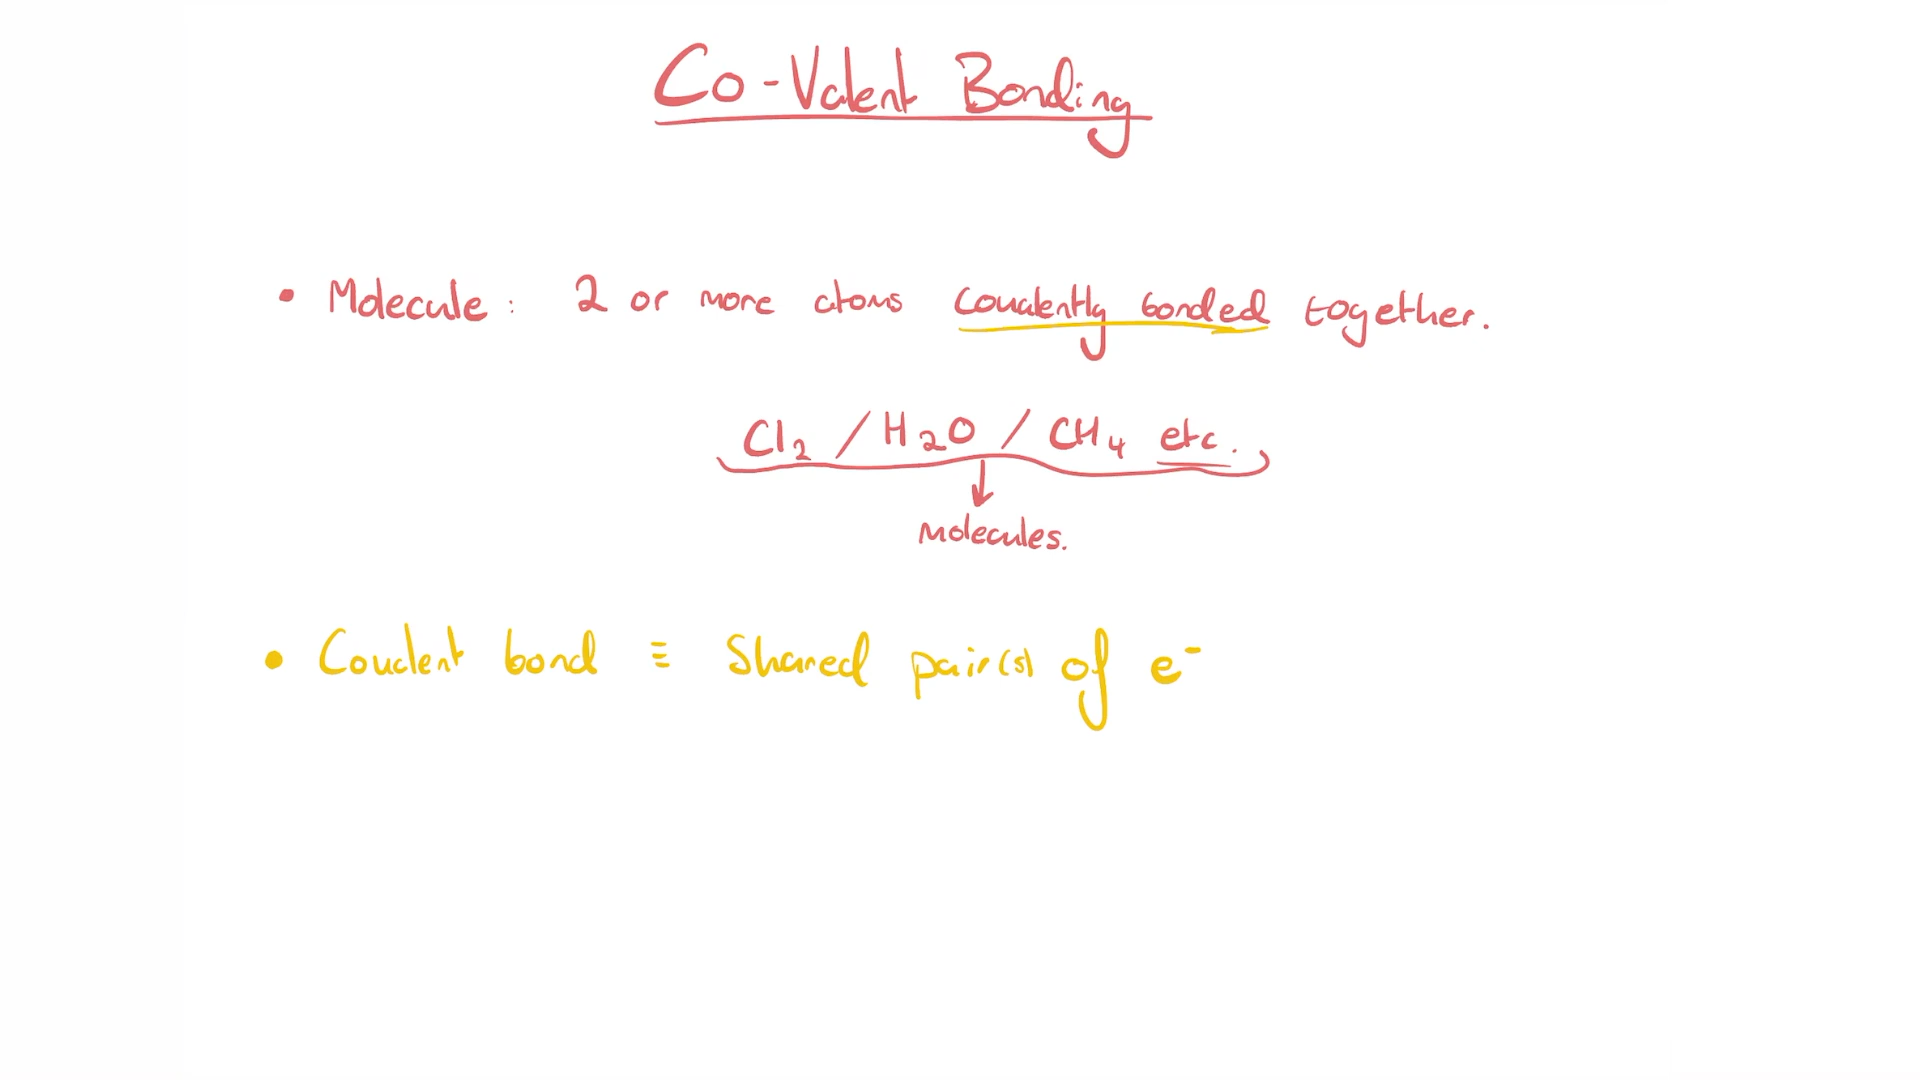 Co-Valent Bonding
• Molecule: 2 or more atoms covalently bonded together.
Cl₂ / H₂O / CH₄ etc.
↓
Molecules.
• Covalent bond ≡ Shared pair(s) of e⁻